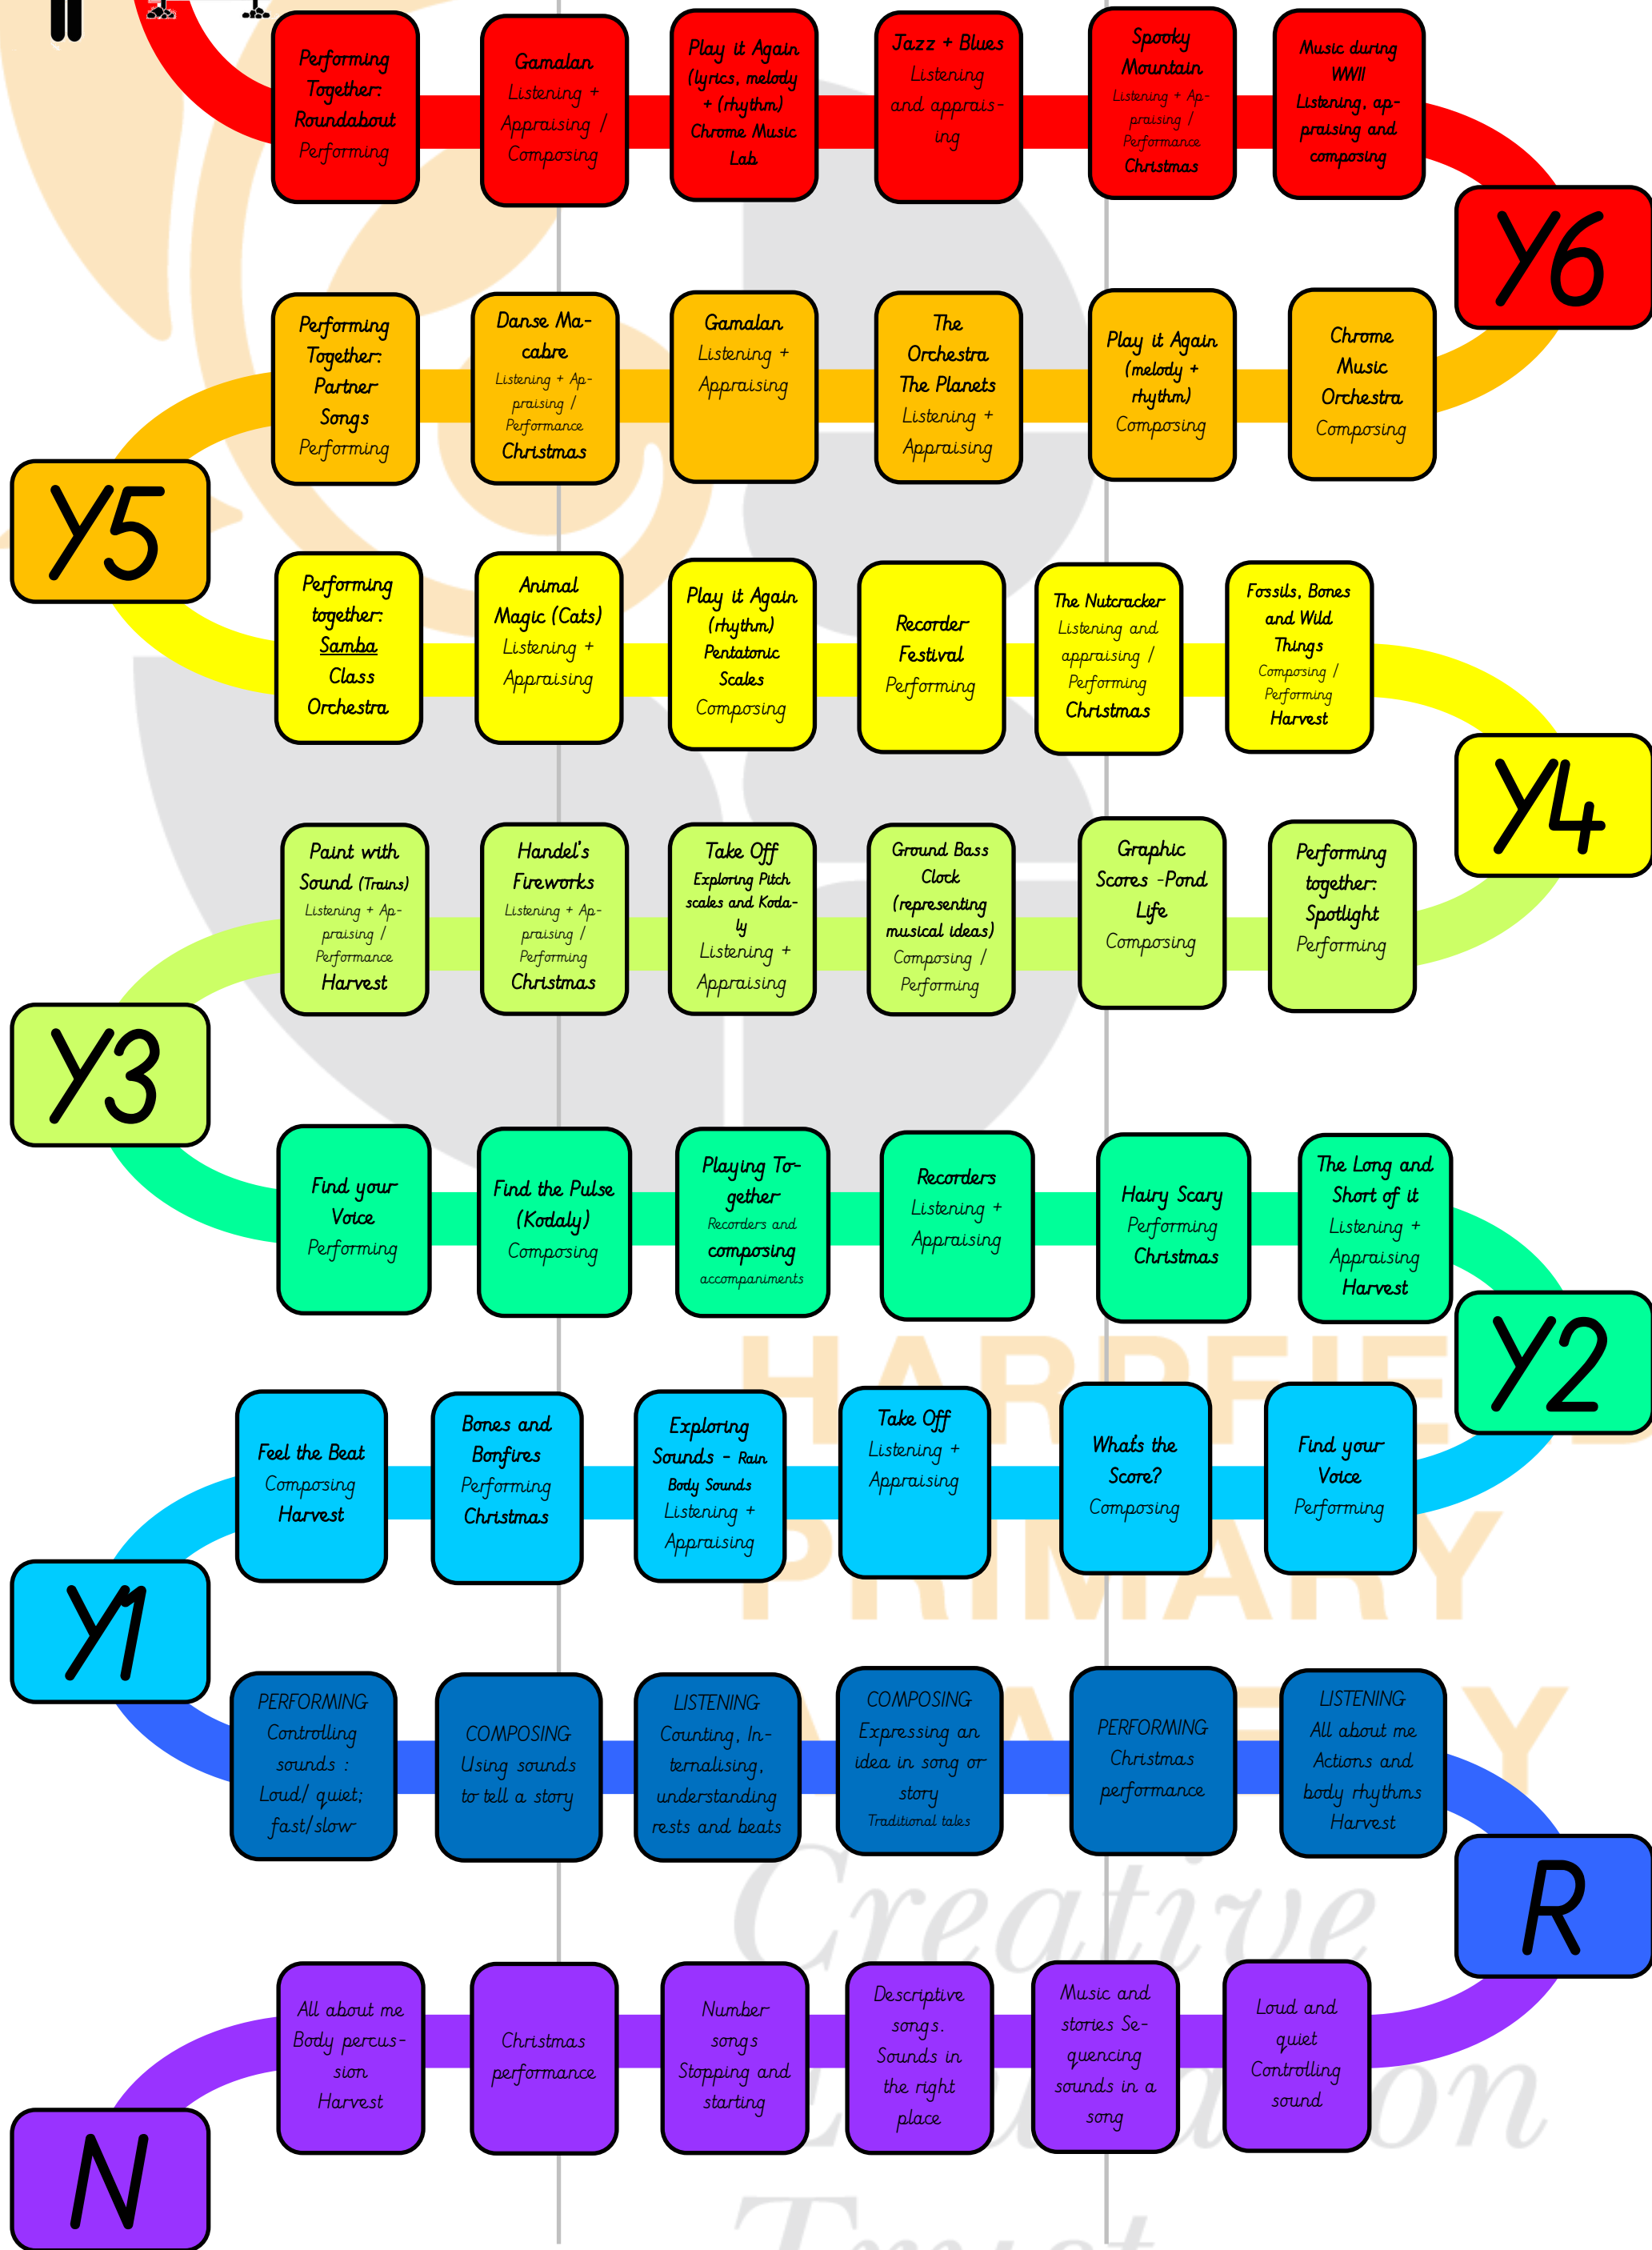 Performing
Together:
Roundabout
Performing
Gamalan
Listening +
Appraising /
Composing
Play it Again
(lyrics, melody
+ (rhythm)
Chrome Music
Lab
Jazz + Blues
Listening
and apprais-
ing
Spooky
Mountain
Listening + Ap-
praising /
Performance
Christmas
Music during
WWII
Listening, ap-
praising and
composing
Y6
Performing
Together:
Partner
Songs
Performing
Danse Ma-
cabre
Listening + Ap-
praising /
Performance
Christmas
Gamalan
Listening +
Appraising
The
Orchestra
The Planets
Listening +
Appraising
Play it Again
(melody +
rhythm)
Composing
Chrome
Music
Orchestra
Composing
Y5
Performing
together:
Samba
Class
Orchestra
Animal
Magic (Cats)
Listening +
Appraising
Play it Again
(rhythm)
Pentatonic
Scales
Composing
Recorder
Festival
Performing
The Nutcracker
Listening and
appraising /
Performing
Christmas
Fossils, Bones
and Wild
Things
Composing /
Performing
Harvest
Y4
Paint with
Sound (Trains)
Listening + Ap-
praising /
Performance
Harvest
Handel's
Fireworks
Listening + Ap-
praising /
Performing
Christmas
Take Off
Exploring Pitch
scales and Koda-
ly
Listening +
Appraising
Ground Bass
Clock
(representing
musical ideas)
Composing /
Performing
Graphic
Scores -Pond
Life
Composing
Performing
together:
Spotlight
Performing
Y3
Find your
Voice
Performing
Find the Pulse
(Kodaly)
Composing
Playing To-
gether
Recorders and
composing
accompaniments
Recorders
Listening +
Appraising
Hairy Scary
Performing
Christmas
The Long and
Short of it
Listening +
Appraising
Harvest
Y2
Feel the Beat
Composing
Harvest
Bones and
Bonfires
Performing
Christmas
Exploring
Sounds - Rain
Body Sounds
Listening +
Appraising
Take Off
Listening +
Appraising
What's the
Score?
Composing
Find your
Voice
Performing
PRIMARY
Y1
PERFORMING
Controlling
sounds :
Loud/ quiet;
fast/slow
COMPOSING
Using sounds
to tell a story
LISTENING
Counting, In-
ternalising,
understanding
rests and beats
COMPOSING
Expressing an
idea in song or
story
Traditional tales
PERFORMING
Christmas
performance
LISTENING
All about me
Actions and
body rhythms
Harvest
R
Creative
All about me
Body percus-
sion
Harvest
Christmas
performance
Number
songs
Stopping and
starting
Descriptive
songs.
Sounds in
the right
place
Music and
stories Se-
quencing
sounds in a
song
Loud and
quiet
Controlling
sound
N